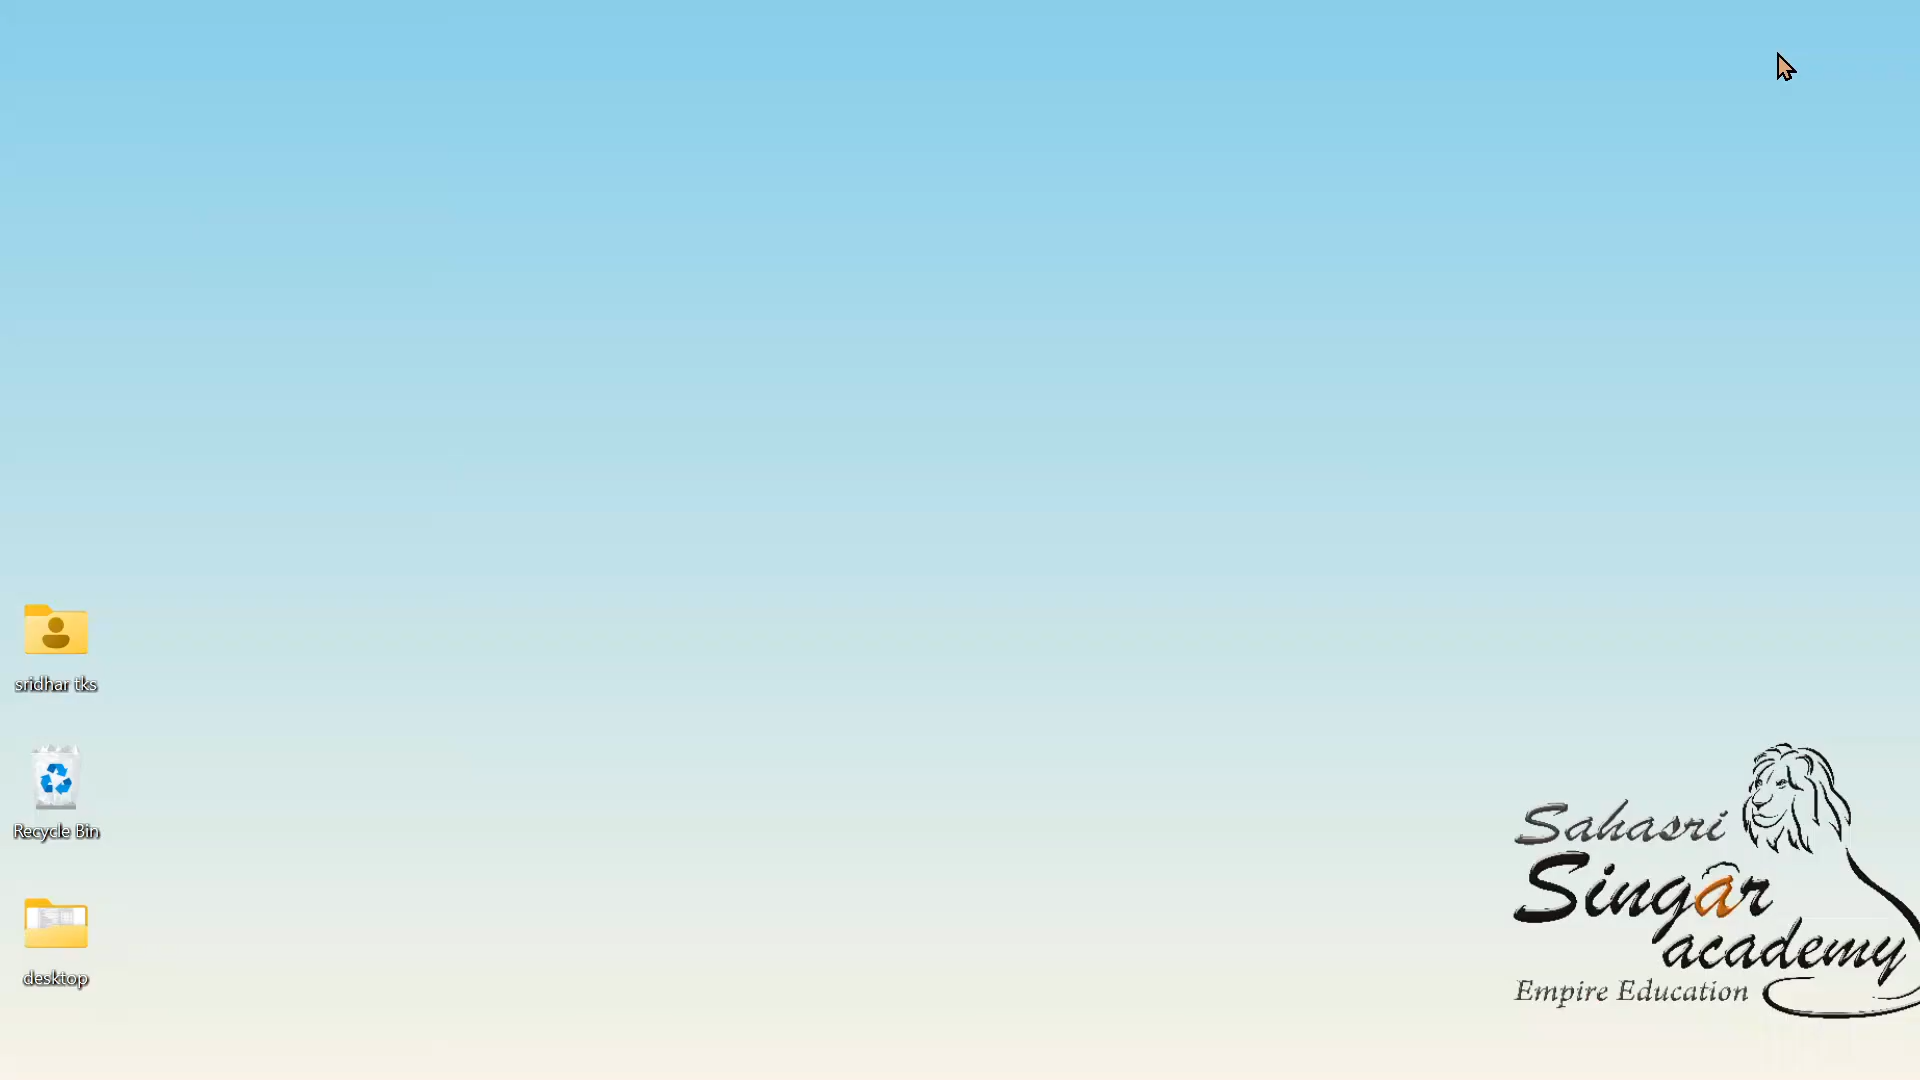 sridhar tks
Recycle Bin
desktop
Sahasri
Singar
academy
Empire Education